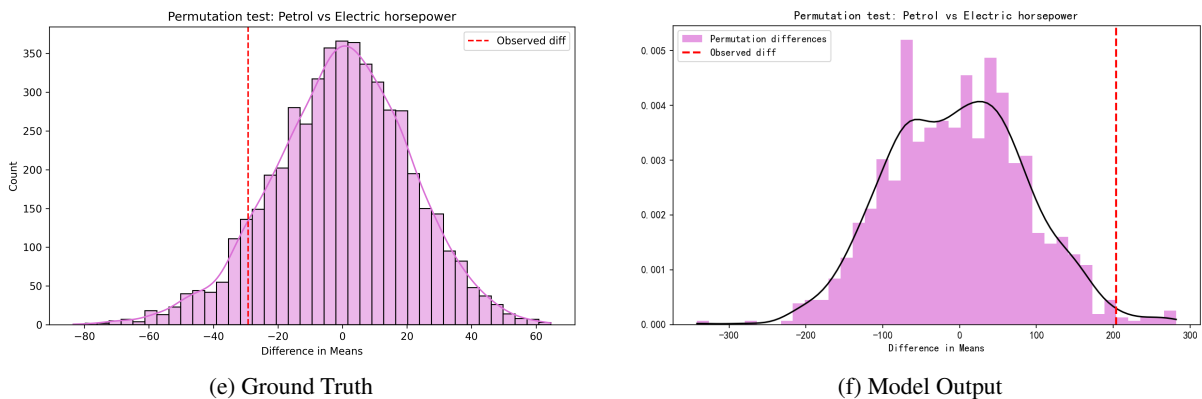 Permutation test: Petrol vs Electric horsepower
Observed diff
350
300
250
200
150
100
50
0
Count
−80
−60
−40
−20
0
20
40
60
Difference in Means
(e) Ground Truth
Permutation test: Petrol vs Electric horsepower
Permutation differences
Observed diff
0.005
0.004
0.003
0.002
0.001
0.000
-300
-200
-100
0
100
200
300
Difference in Means
(f) Model Output